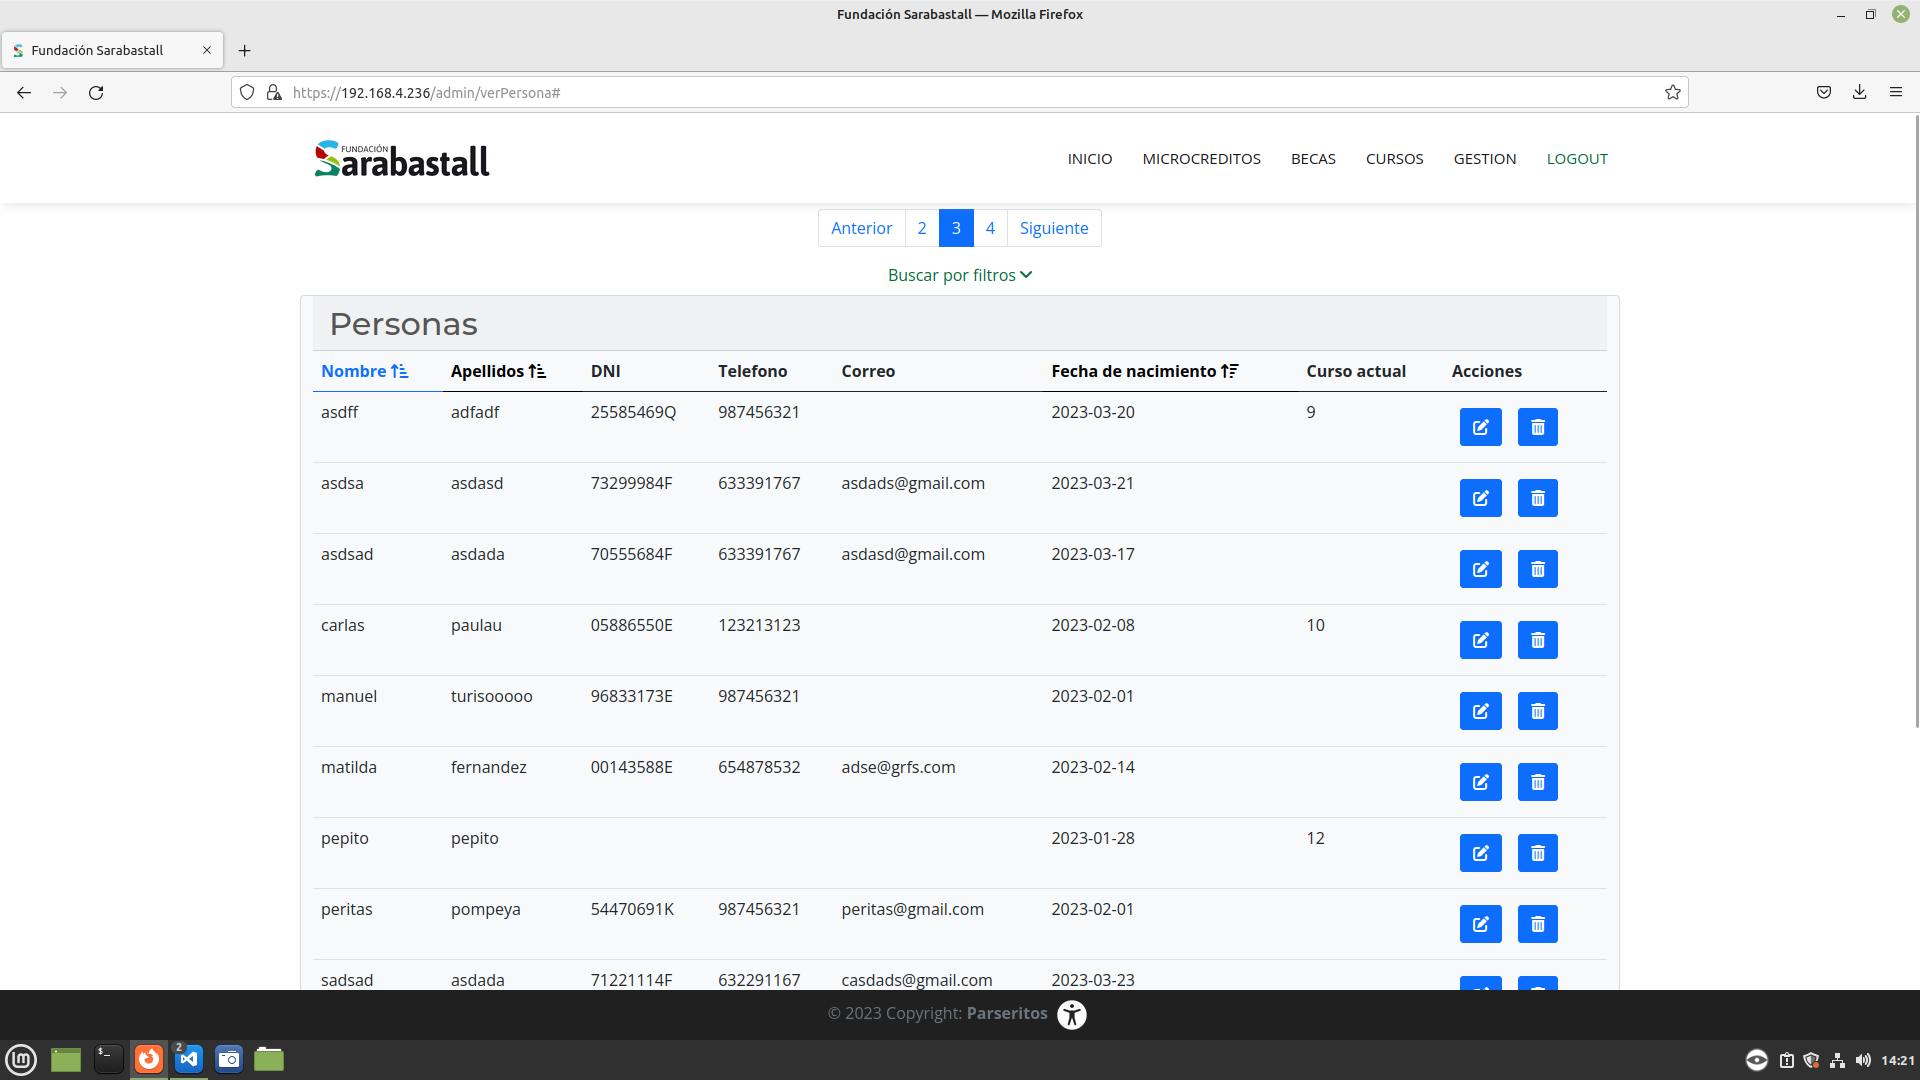 Fundación Sarabastall — Mozilla Firefox
Fundación Sarabastall
https://192.168.4.236/admin/verPersona#
FUNDACIÓN
Sarabastall
INICIO MICROCREDITOS BECAS CURSOS GESTION LOGOUT
Anterior 2 3 4 Siguiente
Buscar por filtros
Personas
Nombre Apellidos DNI Telefono Correo Fecha de nacimiento Curso actual Acciones
asdff adfadf 25585469Q 987456321 2023-03-20 9
asdsa asdasd 73299984F 633391767 asdads@gmail.com 2023-03-21
asdsad asdada 70555684F 633391767 asdasd@gmail.com 2023-03-17
carlas paulau 05886550E 123213123 2023-02-08 10
manuel turisooooo 96833173E 987456321 2023-02-01
matilda fernandez 00143588E 654878532 adse@grfs.com 2023-02-14
pepito pepito 2023-01-28 12
peritas pompeya 54470691K 987456321 peritas@gmail.com 2023-02-01
sadsad asdada 71221114F 632291167 casdads@gmail.com 2023-03-23
© 2023 Copyright: Parseritos
2
14:21